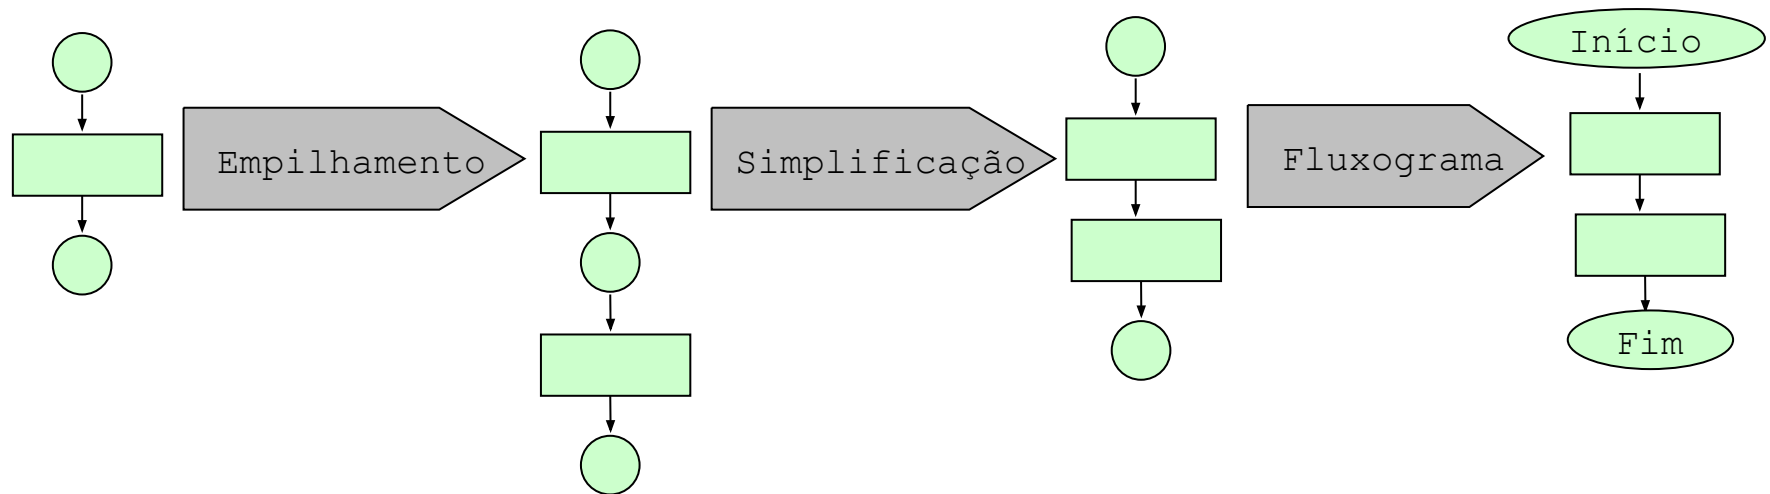 Empilhamento
Simplificação
Fluxograma
Início
Fim